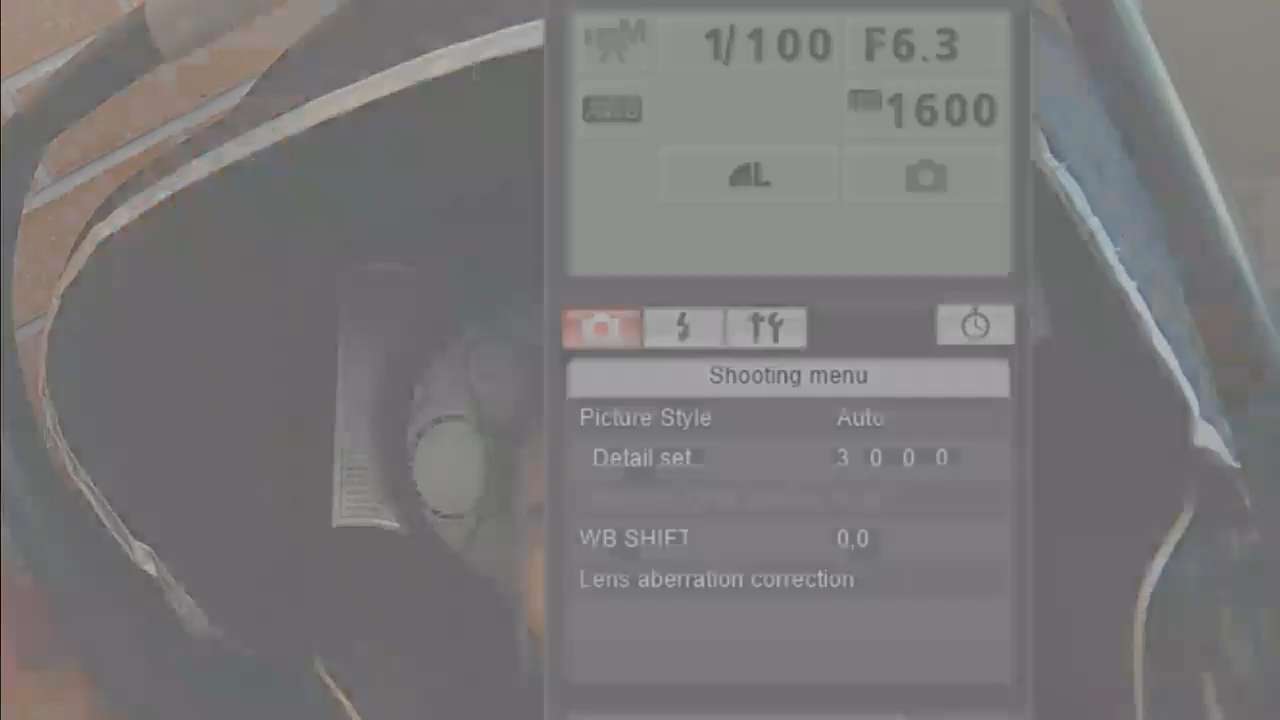 M 1/100 F6.3
1600
L
Shooting menu
Picture Style Auto
Detail set 3 0 0 0
WB SHIFT 0,0
Lens aberration correction